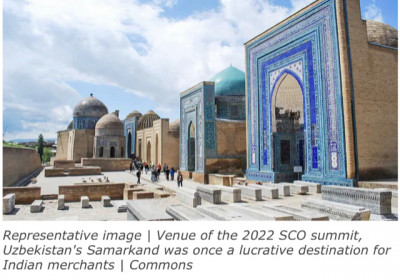 Representative image | Venue of the 2022 SCO summit,
Uzbekistan's Samarkand was once a lucrative destination for
Indian merchants | Commons